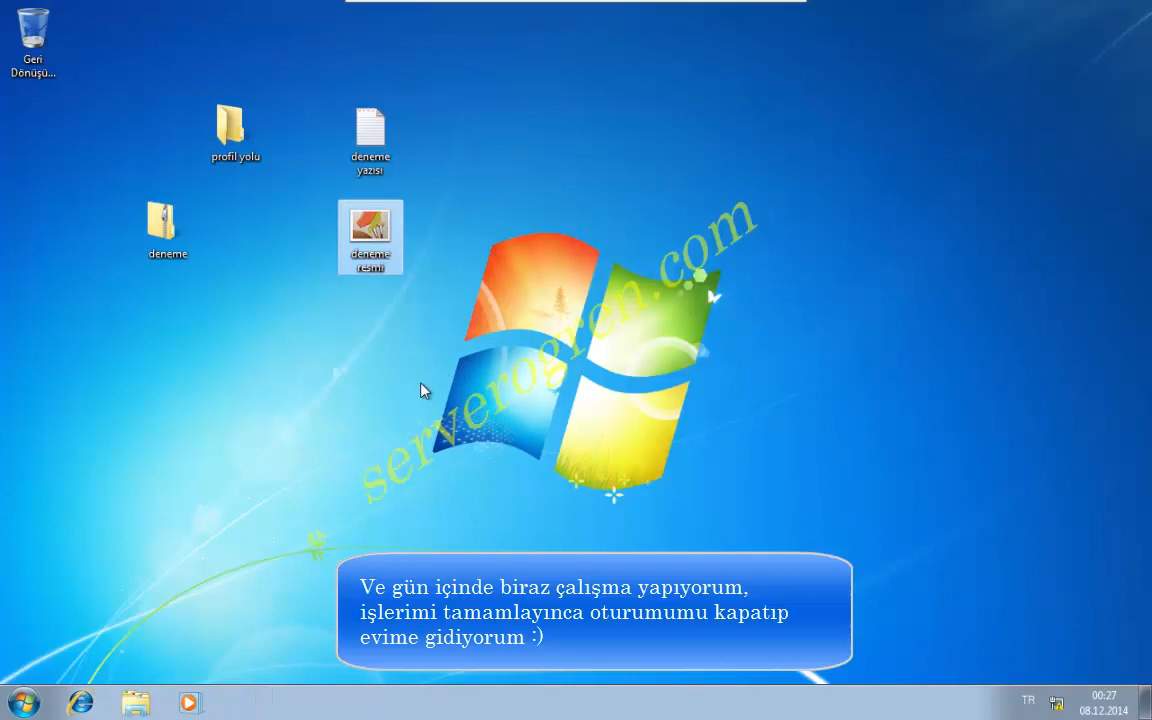 Geri
Dönüşü...
profil yolu
deneme
yazısı
deneme
deneme
resmi
serverogren.com
Ve gün içinde biraz çalışma yapıyorum,
işlerimi tamamlayınca oturumumu kapatıp
evime gidiyorum :)
TR
00:27
08.12.2014